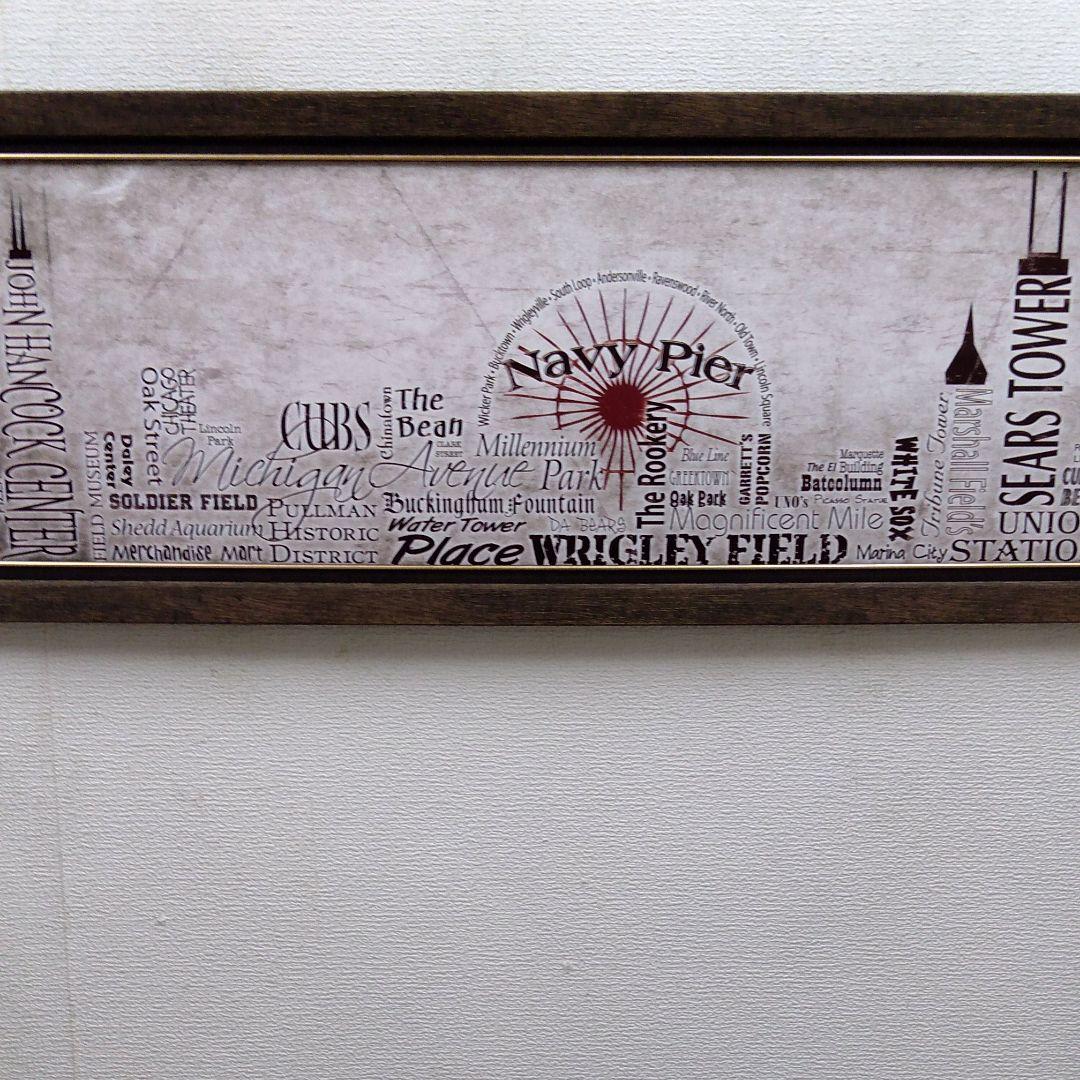 JOHN HANCOCK CENTER
FIELD MUSEUM
Daley Center
Oak Street
CHICAGO THEATER
Lincoln Park
CUBS
Chinatown
The Bean
CLARK STREET
Michigan Avenue
SOLDIER FIELD
Shedd Aquarium
Merchandise Mart
PULLMAN
HISTORIC
DISTRICT
Buckingham Fountain
Water Tower
Place
Millennium
Park
DA BEARS
WRIGLEY FIELD
Wicker Park • Bucktown • Wrigleyville • South Loop • Andersonville • Ravenswood • River North • Old Town • Lincoln Square
Navy Pier
The Rookery
Blue Line
GREEKTOWN
Oak Park
GARRETT'S POPCORN
UNO's
Picasso Statue
Magnificent Mile
Marquette
The El Building
Batcolumn
WHITE SOX
Marina City
Tribune Tower
Marshall Field's
SEARS TOWER
UNIO
STATIO